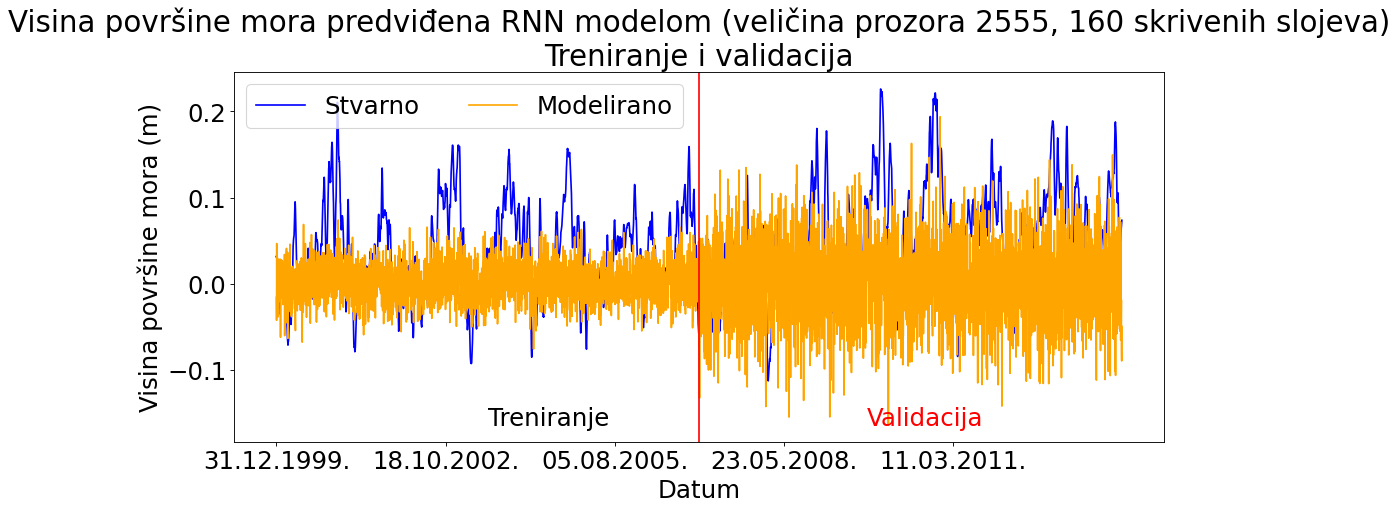 Visina površine mora predviđena RNN modelom (veličina prozora 2555, 160 skrivenih slojeva)
Treniranje i validacija
Stvarno
Modelirano
Visina površine mora (m)
0.2
0.1
0.0
−0.1
Treniranje
Validacija
31.12.1999.
18.10.2002.
05.08.2005.
23.05.2008.
11.03.2011.
Datum